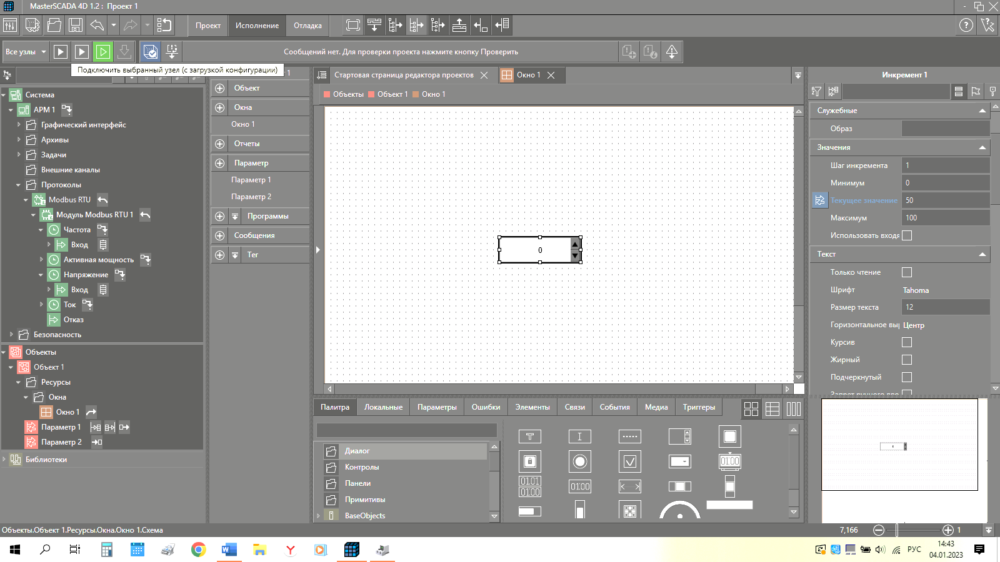 MasterSCADA 4D 1.2 : Проект 1
Проект
Исполнение
Отладка
Все узлы
Сообщений нет. Для проверки проекта нажмите кнопку Проверить
Подключить выбранный узел (с загрузкой конфигурации)
1
Система
АРМ 1
Графический интерфейс
Архивы
Задачи
Внешние каналы
Протоколы
Modbus RTU
Модуль Modbus RTU 1
Частота
Вход
Активная мощность
Напряжение
Вход
Ток
Отказ
Безопасность
Объекты
Объект 1
Ресурсы
Окна
Окно 1
Параметр 1
Параметр 2
Библиотеки
Объект
Окна
Окно 1
Отчеты
Параметр
Параметр 1
Параметр 2
Программы
Сообщения
Тег
Стартовая страница редактора проектов
Окно 1
Объекты
Объект 1
Окно 1
0
Палитра
Локальные
Параметры
Ошибки
Элементы
Связи
События
Медиа
Триггеры
Диалог
Контролы
Панели
Примитивы
BaseObjects
01:00
01.01
01:00
01:00
Инкремент 1
Служебные
Образ
Значения
Шаг инкремента 1
Минимум 0
Текущее значение 50
Максимум 100
Использовать входя
Текст
Только чтение
Шрифт Tahoma
Размер текста 12
Горизонтальное выр Центр
Курсив
Жирный
Подчеркнутый
Объекты.Объект 1.Ресурсы.Окна.Окно 1.Схема
7,166
1
РУС
14:43
04.01.2023